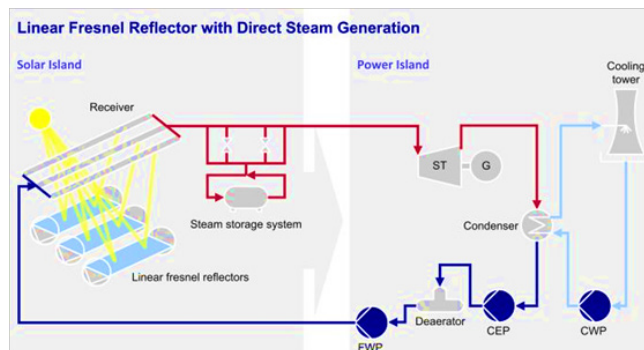 Linear Fresnel Reflector with Direct Steam Generation
Solar Island
Power Island
Cooling
tower
Receiver
ST
G
Steam storage system
Condenser
Linear fresnel reflectors
Deaerator
CEP
CWP
FWP